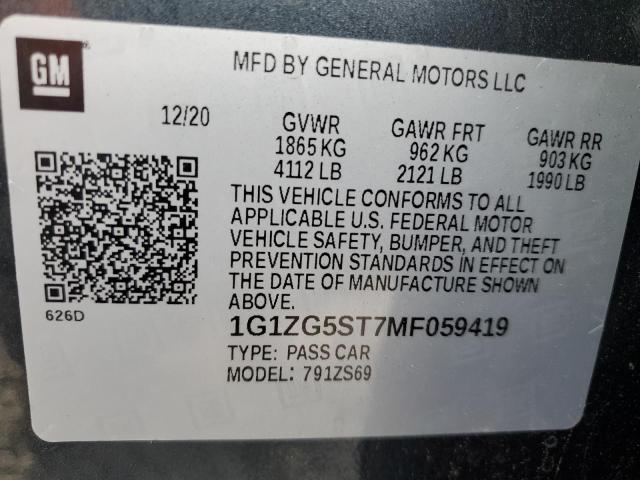 GM
MFD BY GENERAL MOTORS LLC
12/20
GVWR GAWR FRT GAWR RR
1865 KG 962 KG 903 KG
4112 LB 2121 LB 1990 LB
THIS VEHICLE CONFORMS TO ALL
APPLICABLE U.S. FEDERAL MOTOR
VEHICLE SAFETY, BUMPER, AND THEFT
PREVENTION STANDARDS IN EFFECT ON
THE DATE OF MANUFACTURE SHOWN
ABOVE.
626D
1G1ZG5ST7MF059419
TYPE: PASS CAR
MODEL: 791ZS69